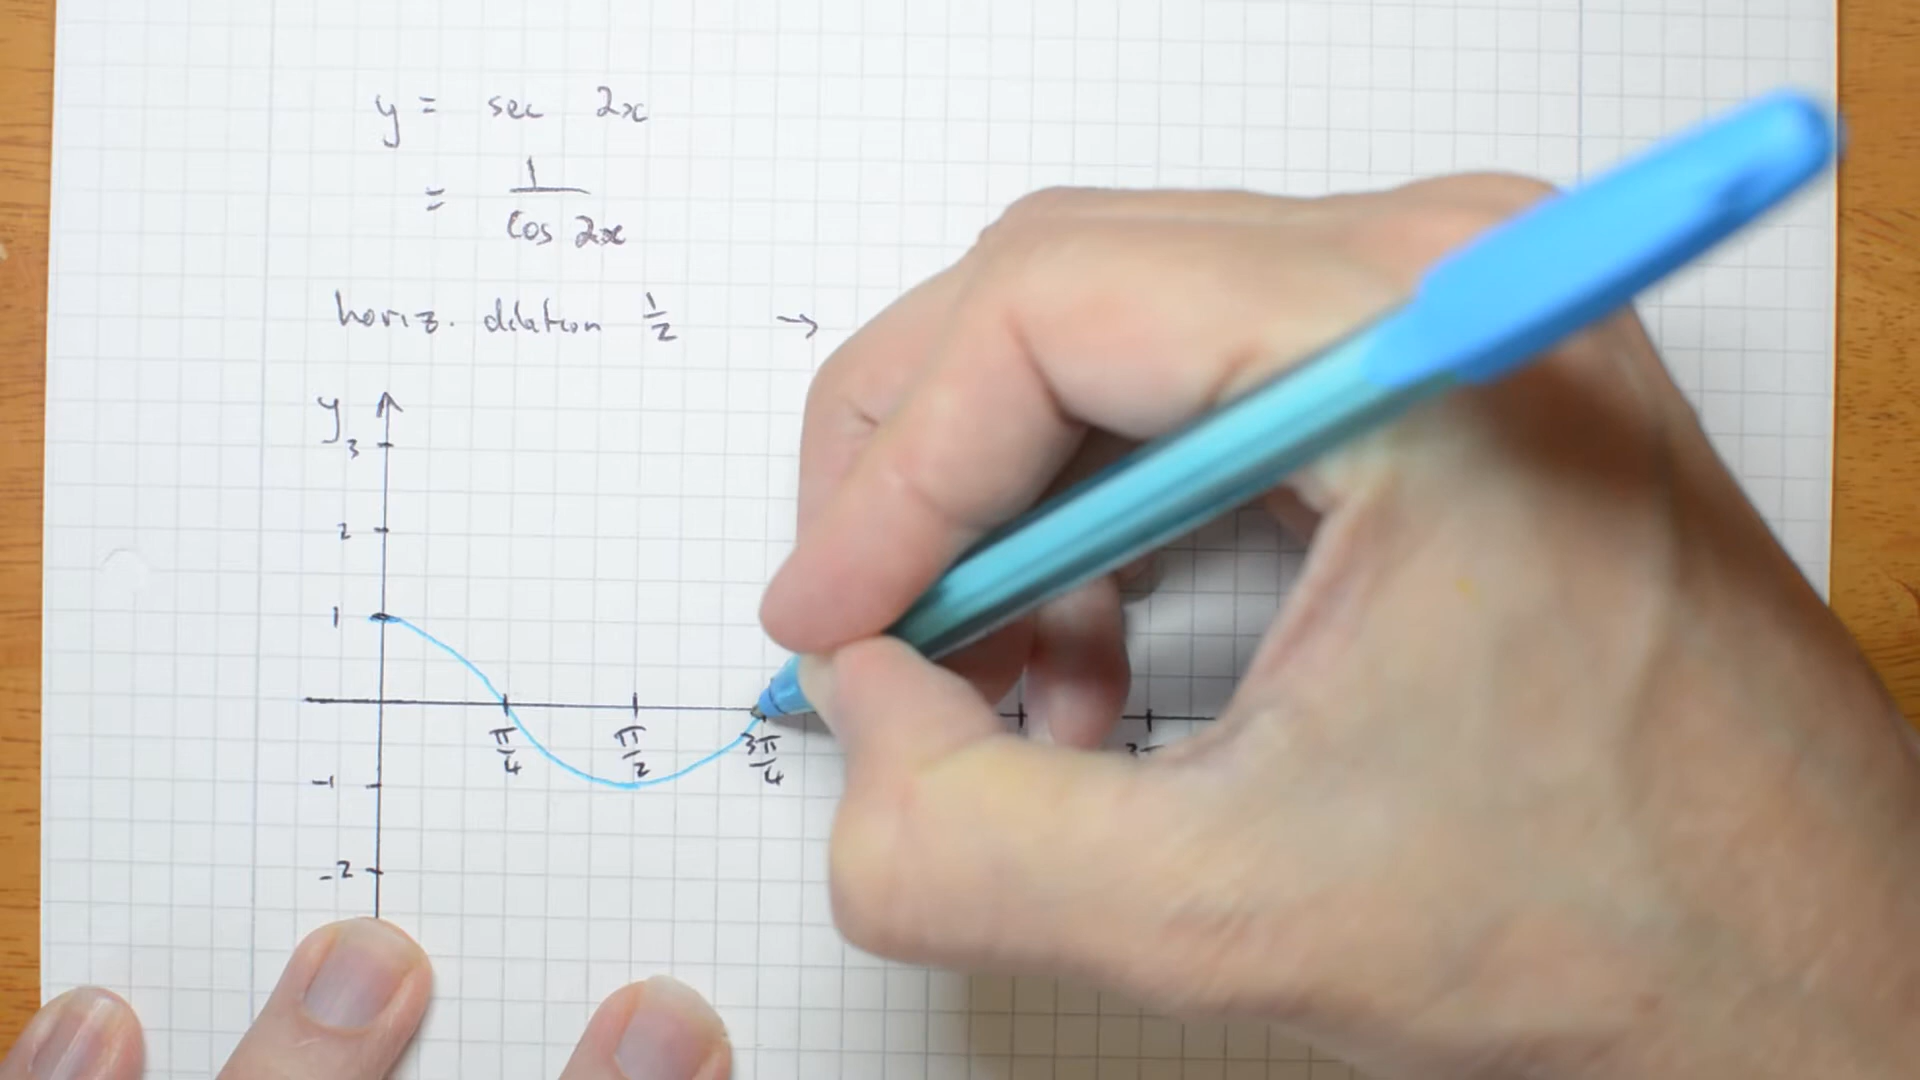 y = sec 2x
= 1/cos 2x
horiz. dilation 1/2 →
y
3
2
1
π/4 π/2 3π/4
-1
-2